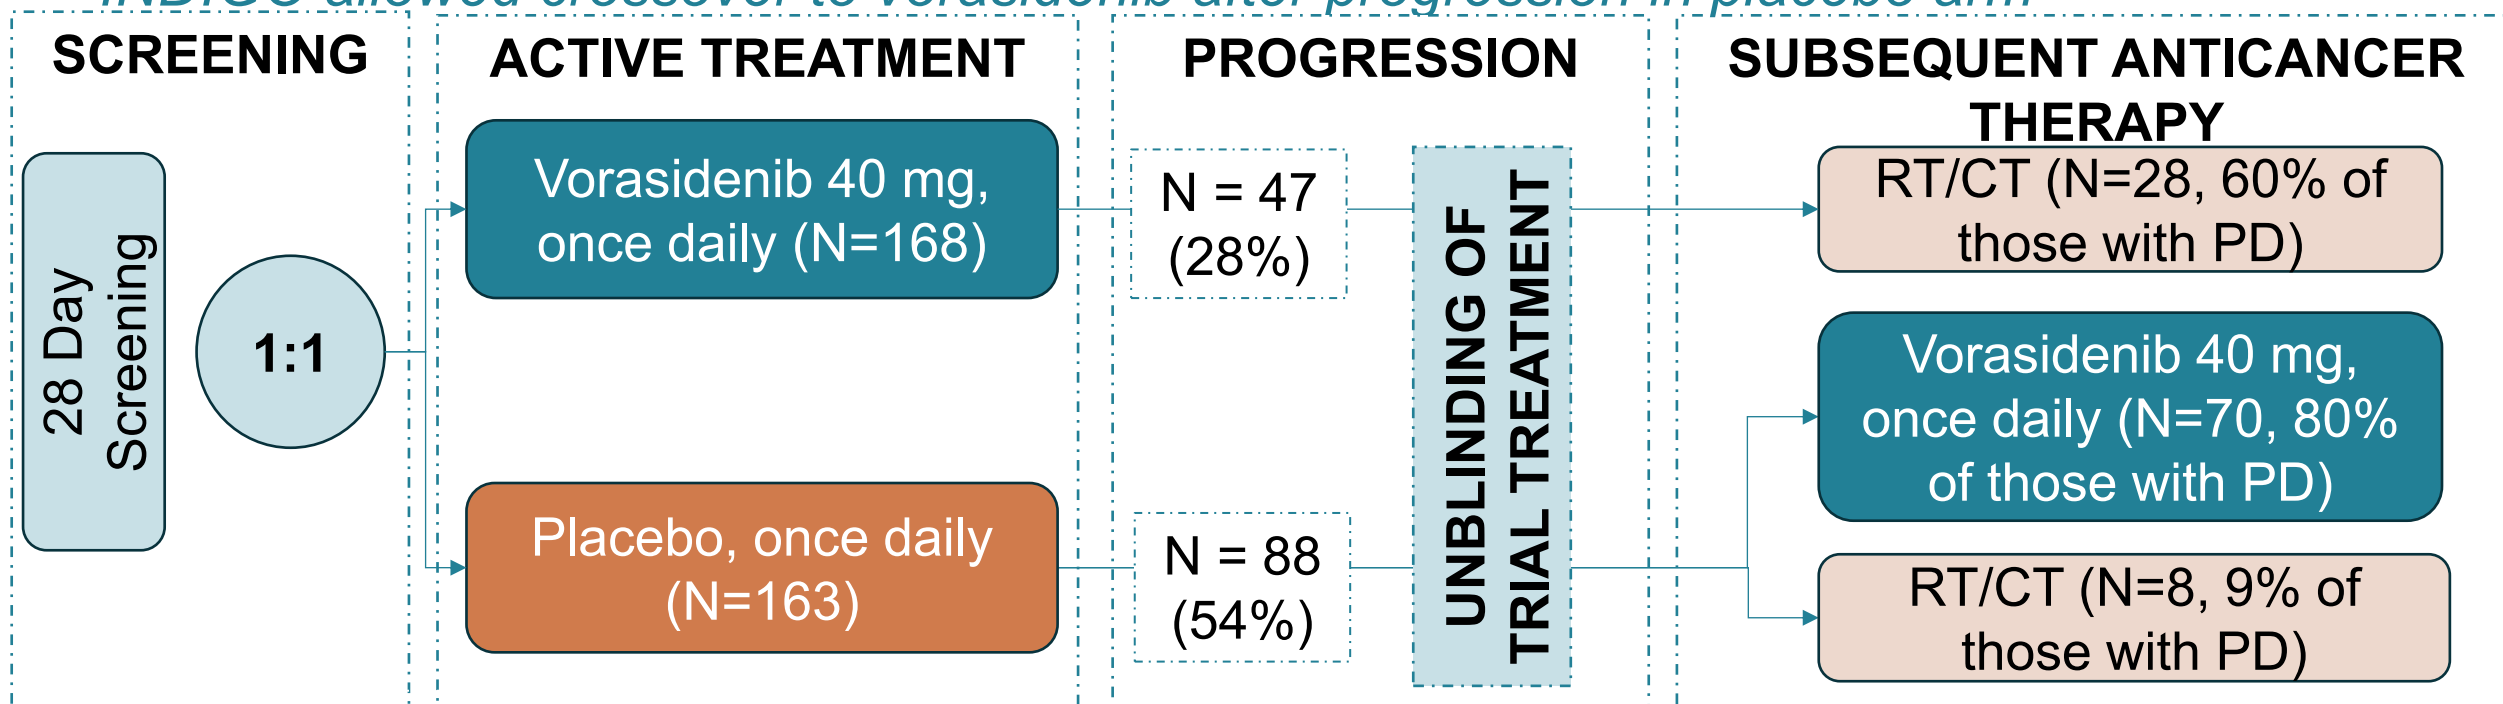 SCREENING
28 Day
Screening
1:1
ACTIVE TREATMENT
Vorasidenib 40 mg,
once daily (N=168)
Placebo, once daily
(N=163)
PROGRESSION
N = 47
(28%)
N = 88
(54%)
UNBLINDING OF
TRIAL TREATMENT
SUBSEQUENT ANTICANCER
THERAPY
RT/CT (N=8, 60% of
those with PD)
Vorasidenib 40 mg,
once daily (N=70, 80%
of those with PD)
RT/CT (N=8, 9% of
those with PD)